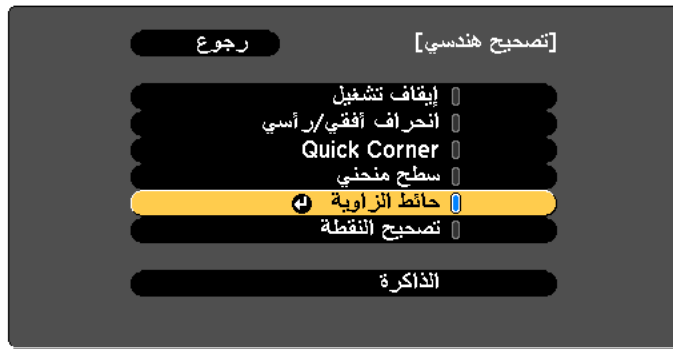 [تصحيح هندسي]
رجوع
إيقاف تشغيل
انحراف أفقي/رأسي
Quick Corner
سطح منحني
حائط الزاوية
تصحيح النقطة
الذاكرة